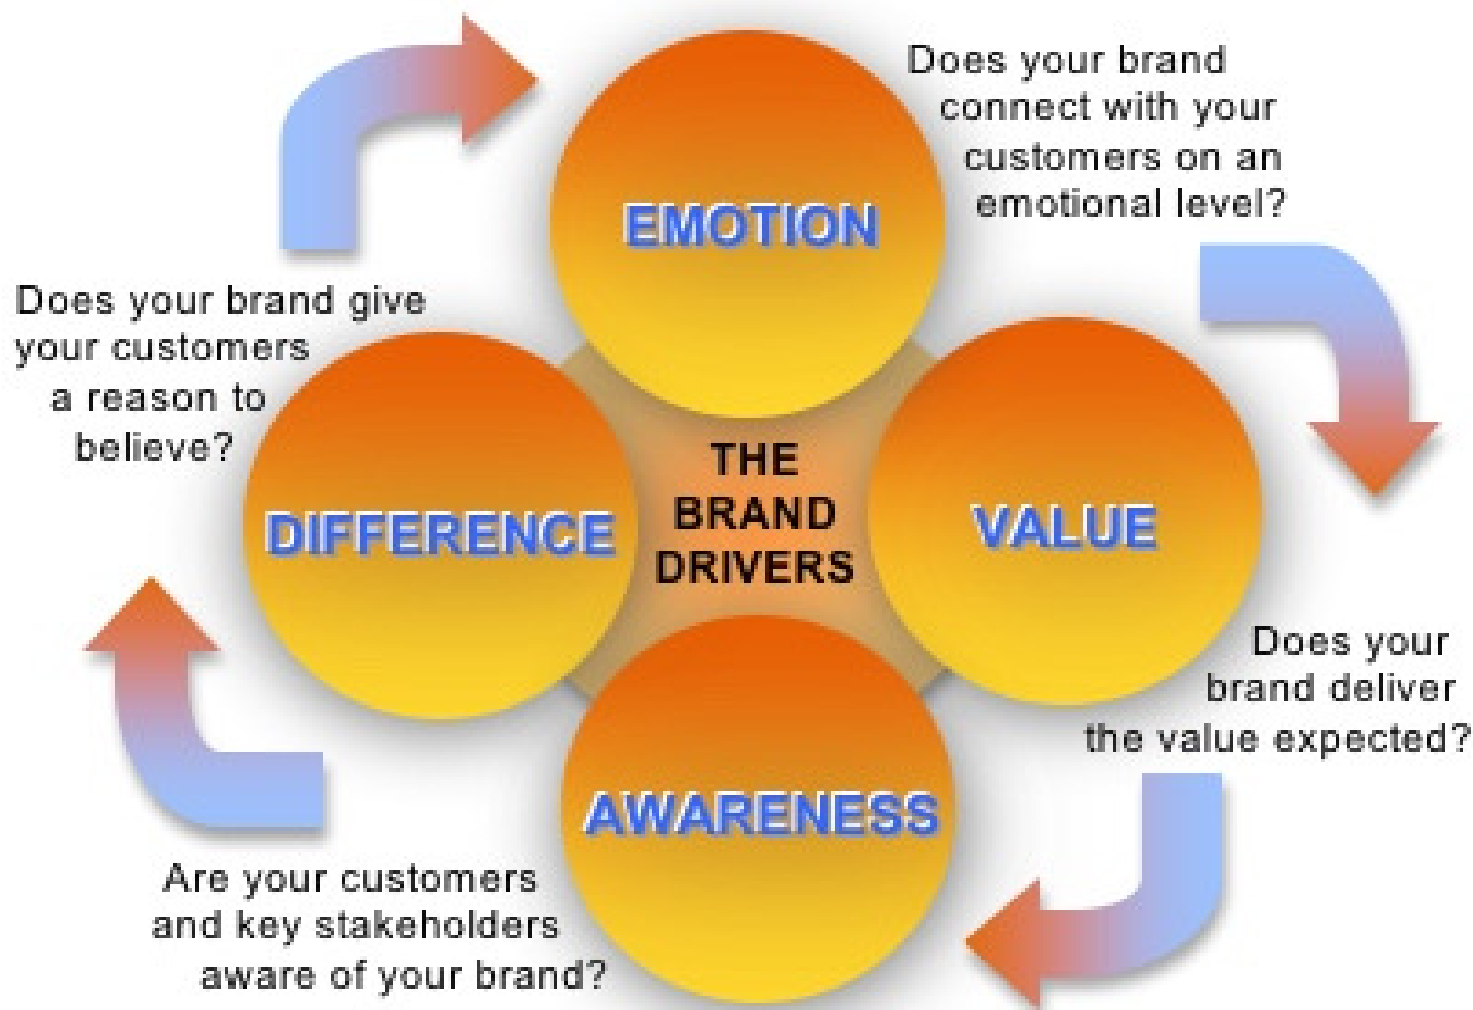 Does your brand
connect with your
customers on an
emotional level?
EMOTION
Does your brand give
your customers
a reason to
believe?
DIFFERENCE
THE
BRAND
DRIVERS
VALUE
Does your
brand deliver
the value expected?
AWARENESS
Are your customers
and key stakeholders
aware of your brand?